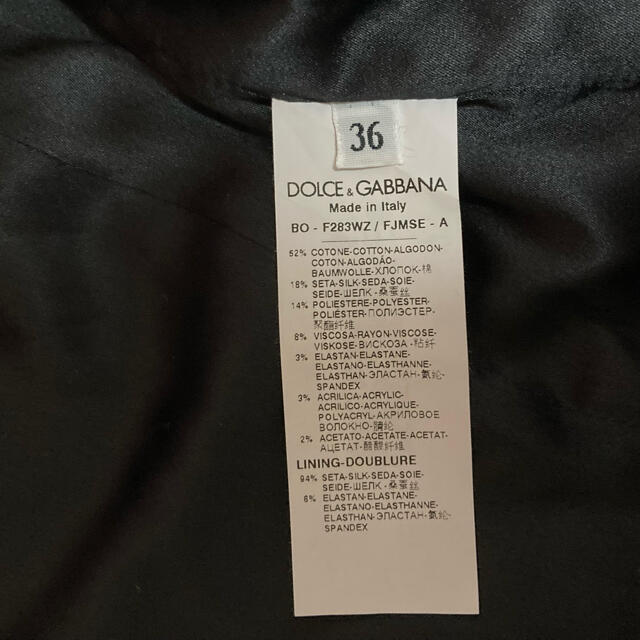 36
DOLCE & GABBANA
Made in Italy
BO - F283WZ / FJMSE - A
52% COTONE-COTTON-ALGODON-
COTON-ALGODÃO-
BAUMWOLLE-ХЛОПОК-棉
18% SETA-SILK-SEDA-SOIE-
SEIDE-ШЕЛК-桑蚕丝
14% POLIESTERE-POLYESTER-
POLIÉSTER-ПОЛИЭСТЕР-
聚酯纤维
8% VISCOSA-RAYON-VISCOSE-
VISKOSE-ВИСКОЗА-粘纤
3% ELASTAN-ELASTANE-
ELASTANO-ELASTHANNE-
ELASTHAN-ЭЛАСТАН-氨纶-
SPANDEX
3% ACRILICA-ACRYLIC-
ACRILICO-ACRYLIQUE-
POLYACRYL-АКРИЛОВОЕ
ВОЛОКНО-腈纶
2% ACETATO-ACETATE-ACETAT-
АЦЕТАТ-醋酯纤维
LINING-DOUBLURE
94% SETA-SILK-SEDA-SOIE-
SEIDE-ШЕЛК-桑蚕丝
6% ELASTAN-ELASTANE-
ELASTANO-ELASTHANNE-
ELASTHAN-ЭЛАСТАН-氨纶-
SPANDEX